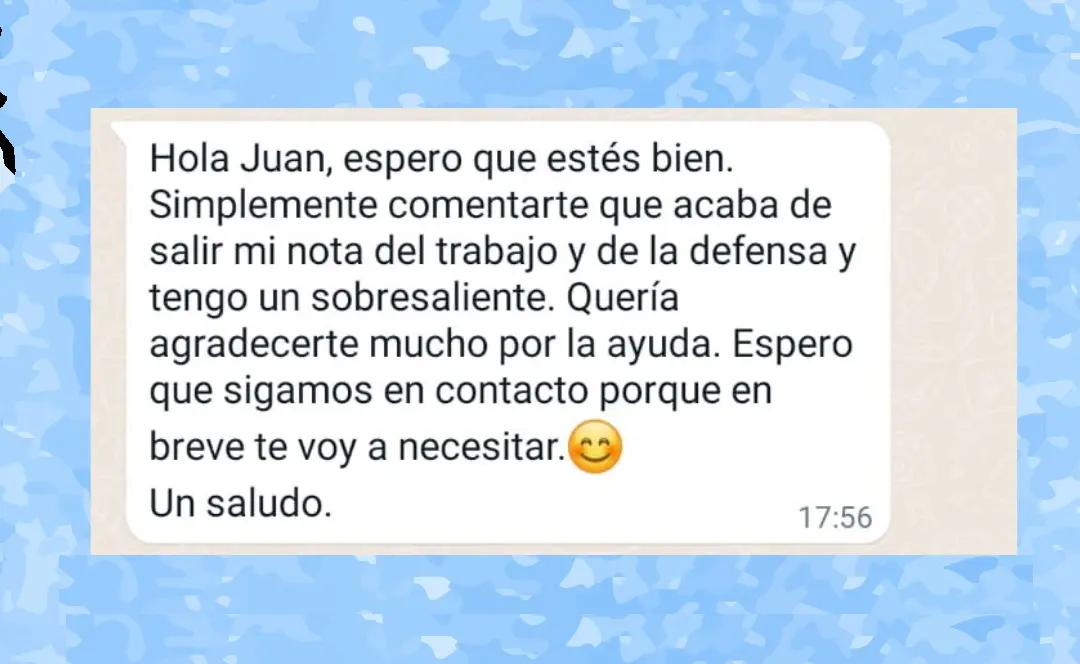 Hola Juan, espero que estés bien.
Simplemente comentarte que acaba de
salir mi nota del trabajo y de la defensa y
tengo un sobresaliente. Quería
agradecerte mucho por la ayuda. Espero
que sigamos en contacto porque en
breve te voy a necesitar.😊
Un saludo.
17:56